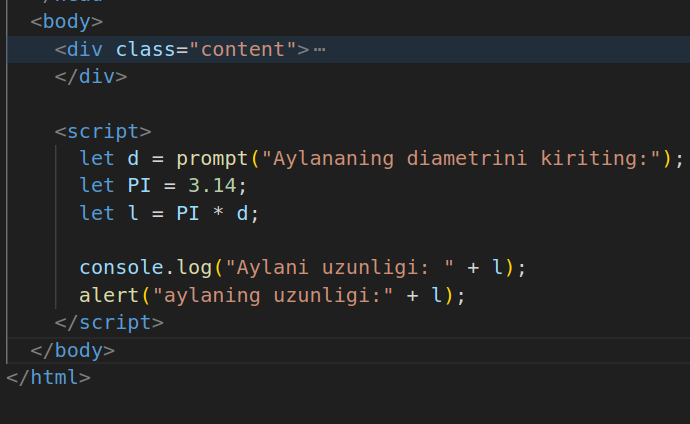 <body>
<div class="content">⋯
</div>
<script>
let d = prompt("Aylananing diametrini kiriting:");
let PI = 3.14;
let l = PI * d;
console.log("Aylani uzunligi: " + l);
alert("aylaning uzunligi:" + l);
</script>
</body>
</html>